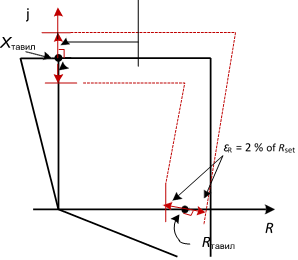 j
Xтавил
εR = 2 % of Rset
R
Rтавил